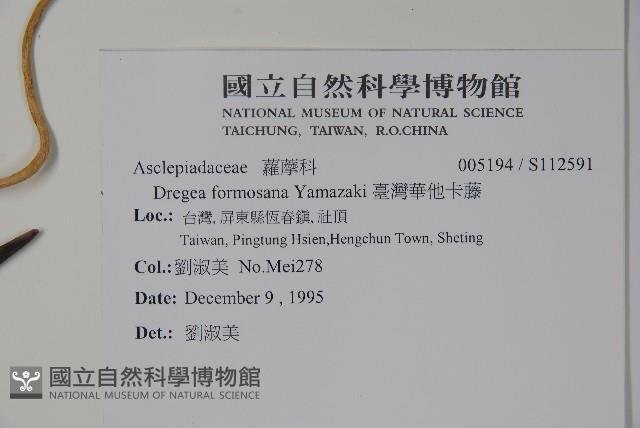 國立自然科學博物館
NATIONAL MUSEUM OF NATURAL SCIENCE
TAICHUNG, TAIWAN, R.O.CHINA
Asclepiadaceae 蘿藦科 005194 / S112591
Dregea formosana Yamazaki 臺灣華他卡藤
Loc.: 台灣, 屏東縣恆春鎮, 社頂
Taiwan, Pingtung Hsien,Hengchun Town, Sheting
Col.:劉淑美 No.Mei278
Date: December 9 , 1995
Det.: 劉淑美
國立自然科學博物館
NATIONAL MUSEUM OF NATURAL SCIENCE